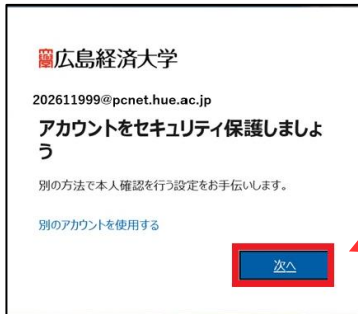 広島経済大学
202611999@pcnet.hue.ac.jp
アカウントをセキュリティ保護しましょ
う
別の方法で本人確認を行う設定をお手伝いします。
別のアカウントを使用する
次へ